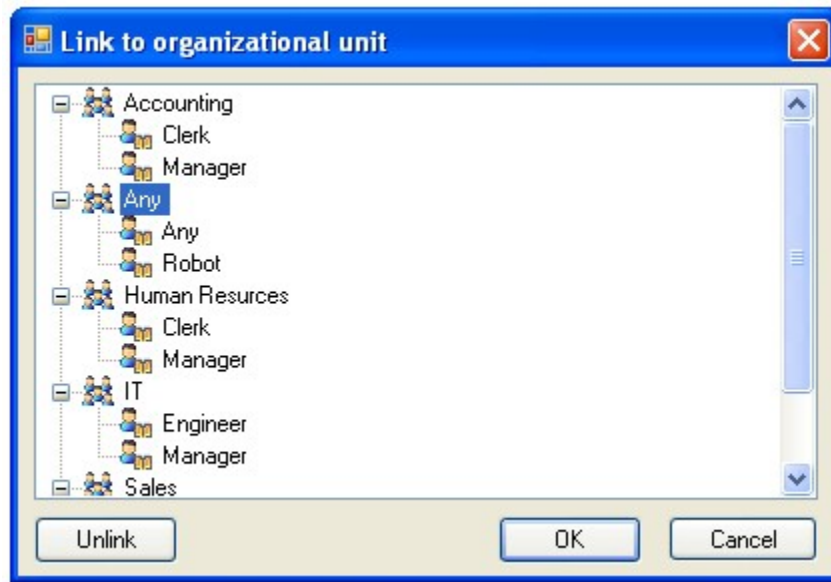 Link to organizational unit
Accounting
Clerk
Manager
Any
Any
Robot
Human Resurces
Clerk
Manager
IT
Engineer
Manager
Sales
Unlink OK Cancel